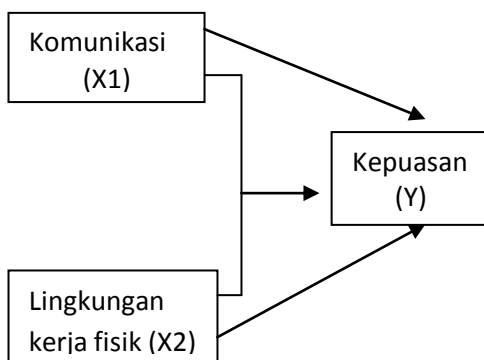 Komunikasi
(X1)
Kepuasan
(Y)
Lingkungan
kerja fisik (X2)